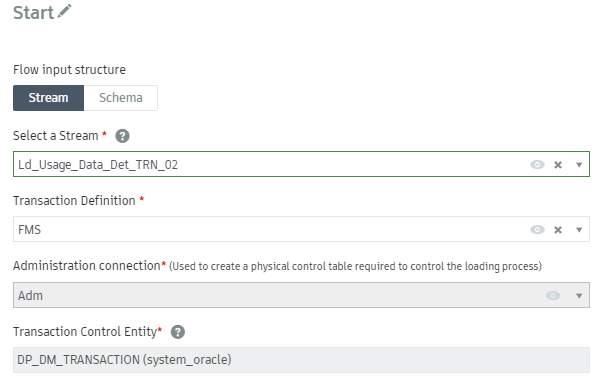 Start
Flow input structure
Stream Schema
Select a Stream * ?
Ld_Usage_Data_Det_TRN_02
Transaction Definition *
FMS
Administration connection* (Used to create a physical control table required to control the loading process)
Adm
Transaction Control Entity* ?
DP_DM_TRANSACTION (system_oracle)